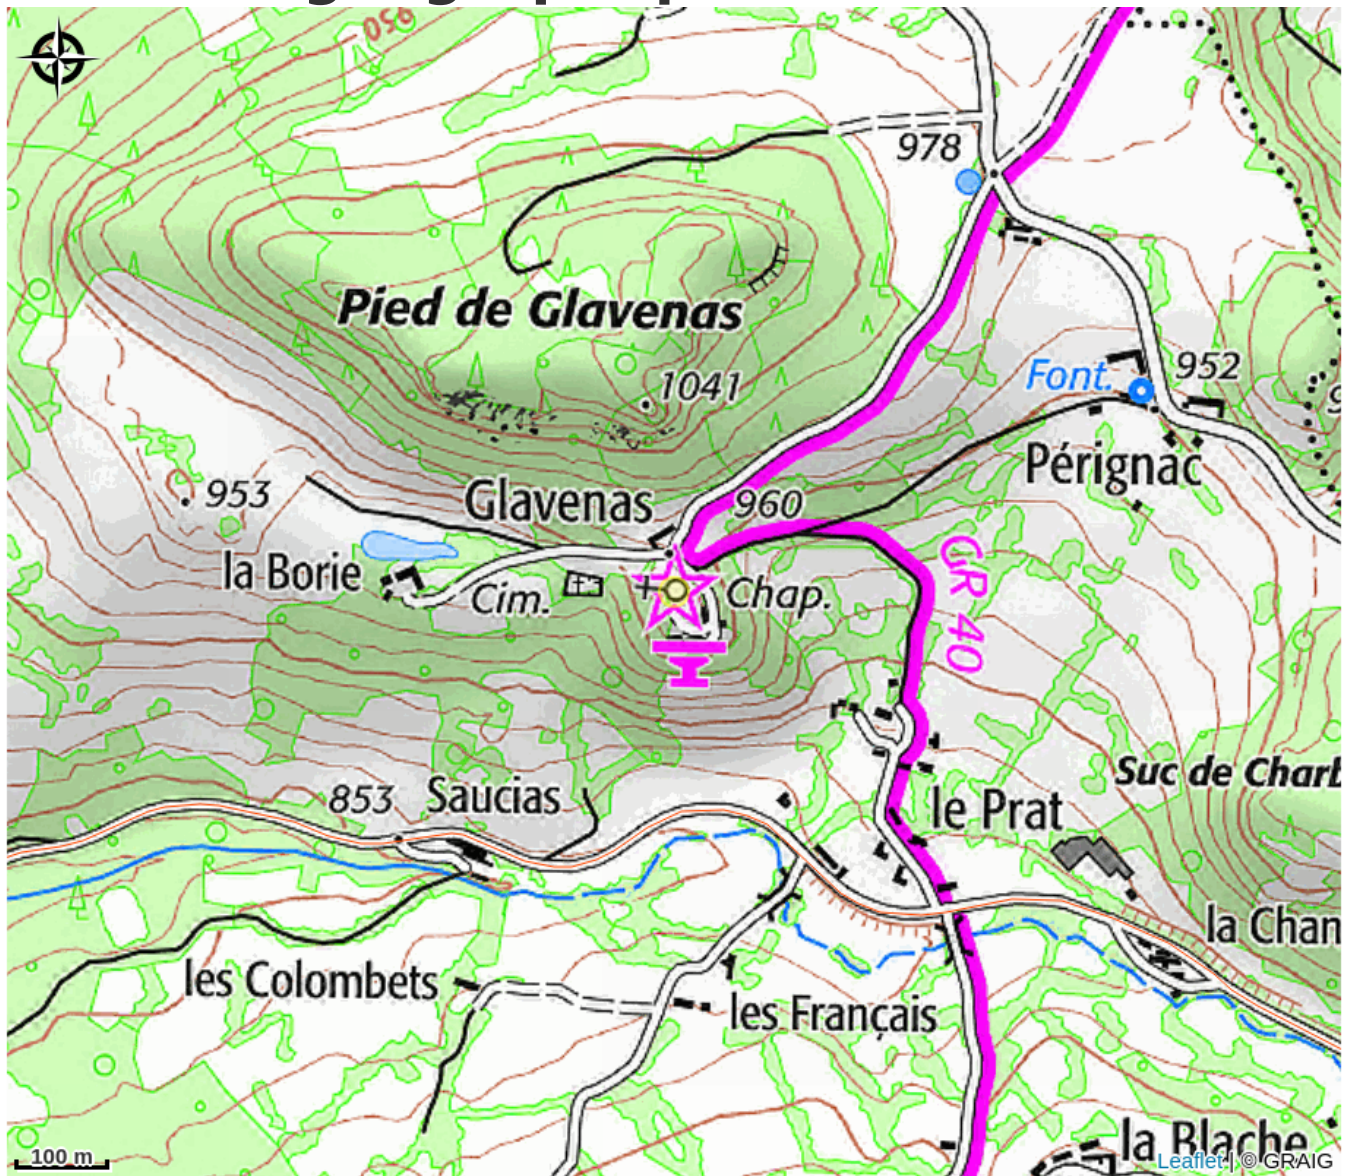 950
978
Pied de Glavenas
1041
Font.
952
Pérignac
953
Glavenas
960
la Borie
Cim.
Chap.
GR 40
Suc de Charb
853
Saucias
le Prat
la Chan
les Colombets
les Français
la Blache
100 m
Leaflet | © GRAIG